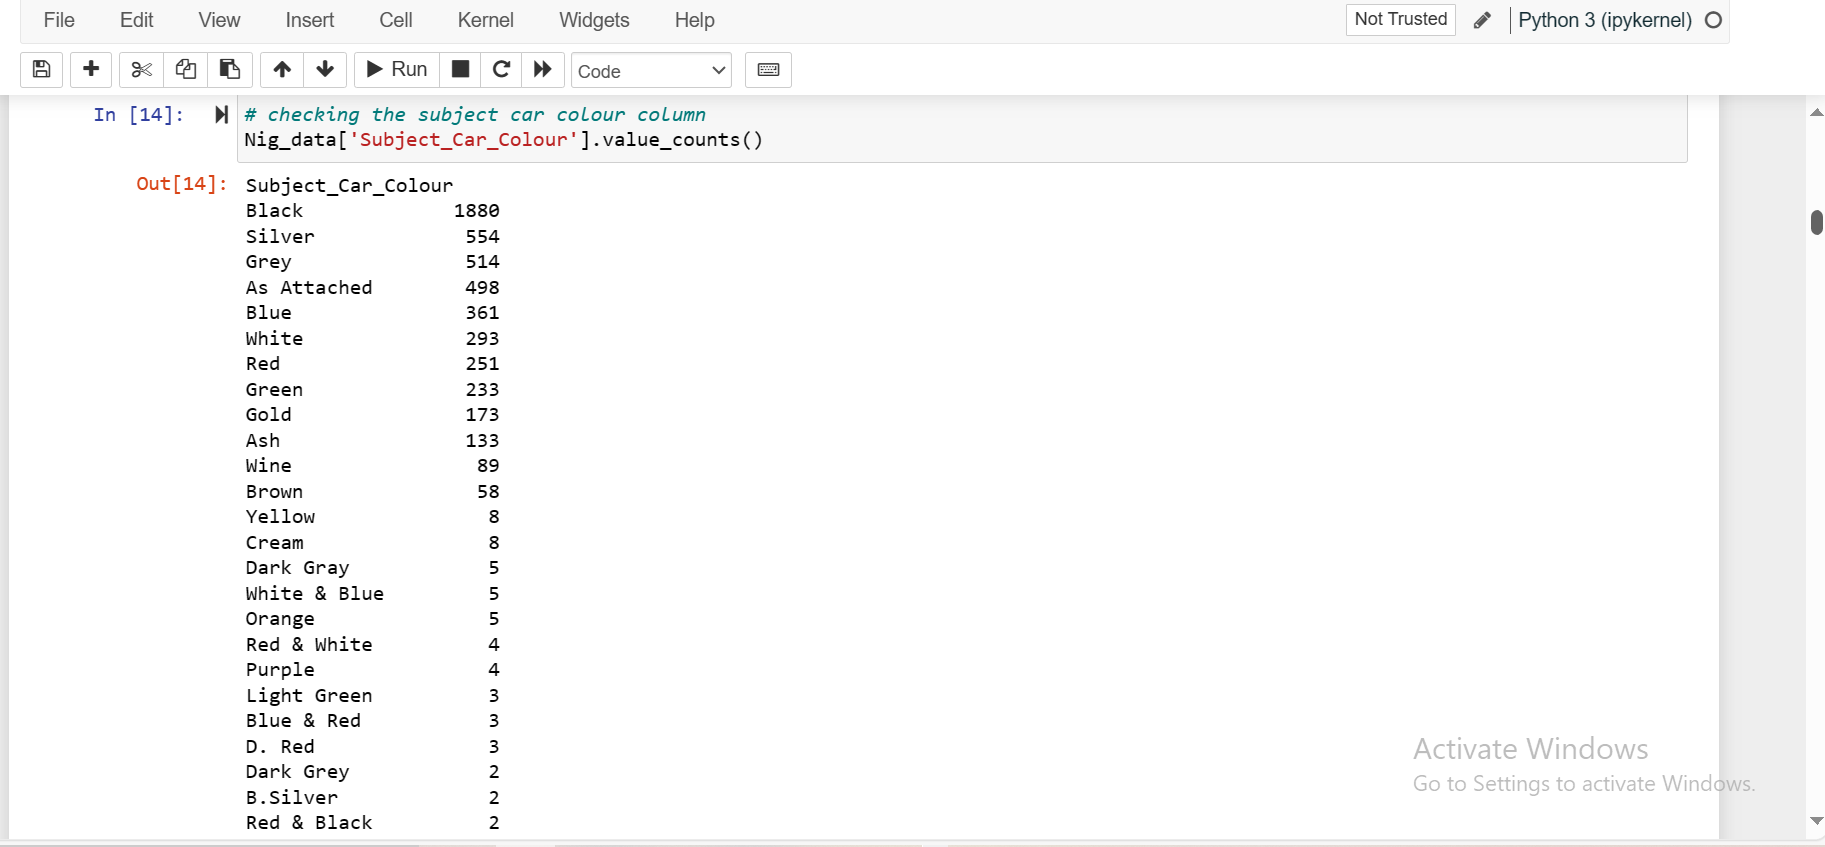 File Edit View Insert Cell Kernel Widgets Help Not Trusted Python 3 (ipykernel)
Run Code
In [14]: # checking the subject car colour column
Nig_data['Subject_Car_Colour'].value_counts()
Out[14]: Subject_Car_Colour
Black 1880
Silver 554
Grey 514
As Attached 498
Blue 361
White 293
Red 251
Green 233
Gold 173
Ash 133
Wine 89
Brown 58
Yellow 8
Cream 8
Dark Gray 5
White & Blue 5
Orange 5
Red & White 4
Purple 4
Light Green 3
Blue & Red 3
D. Red 3
Dark Grey 2
B.Silver 2
Red & Black 2
Activate Windows
Go to Settings to activate Windows.